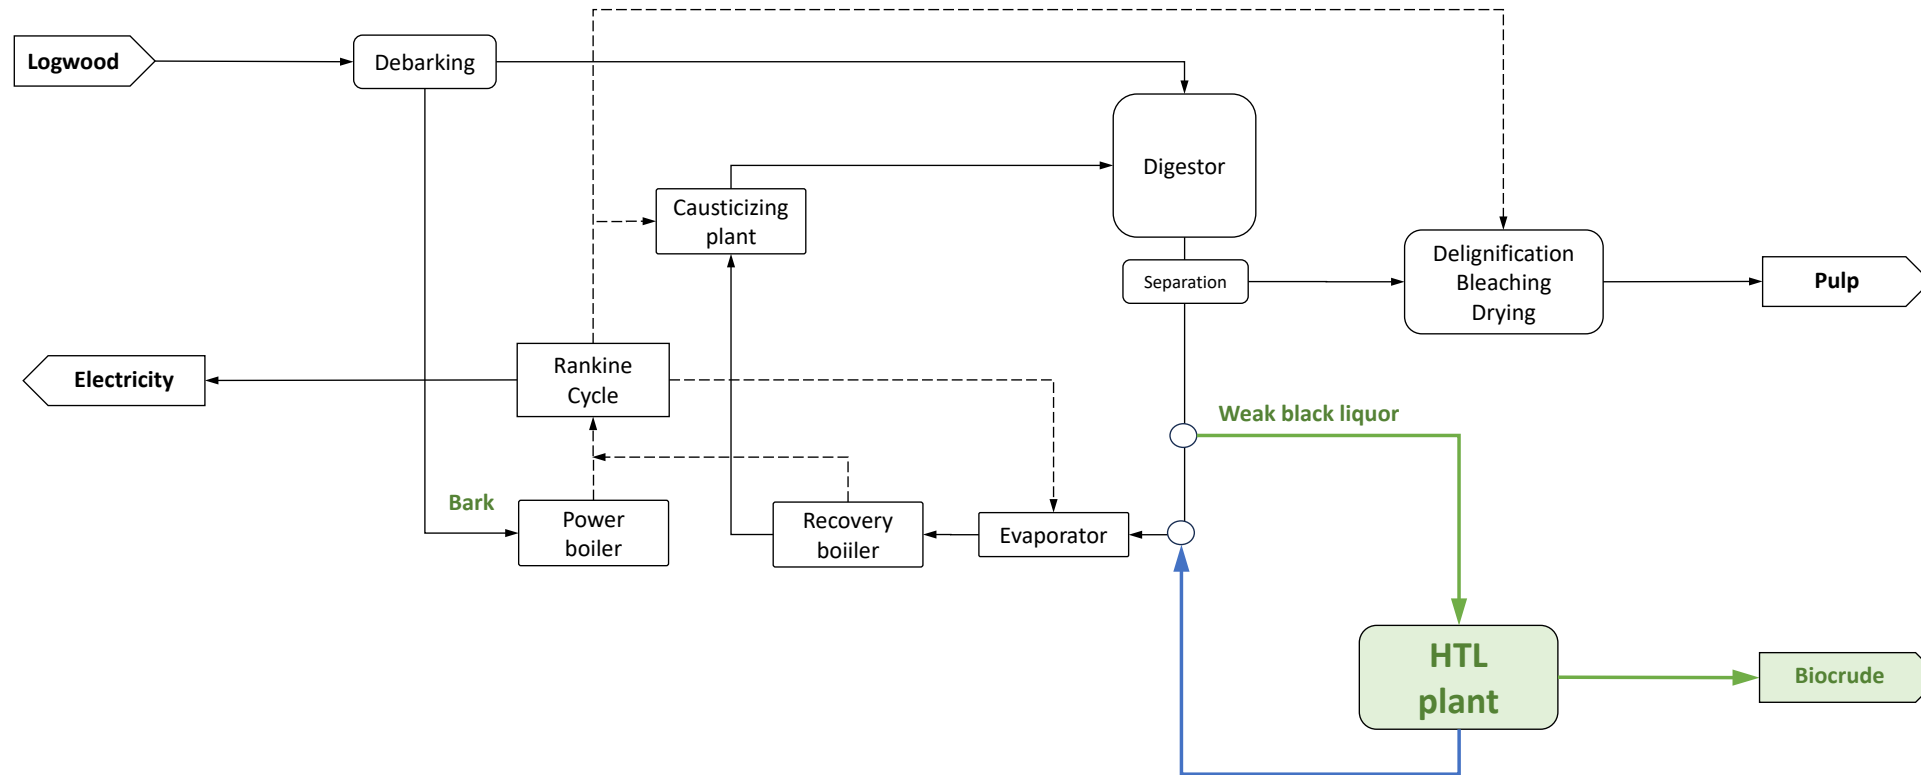 Logwood
Debarking
Digestor
Causticizing
plant
Separation
Delignification
Bleaching
Drying
Pulp
Electricity
Rankine
Cycle
Weak black liquor
Bark
Power
boiler
Recovery
boiiler
Evaporator
HTL
plant
Biocrude